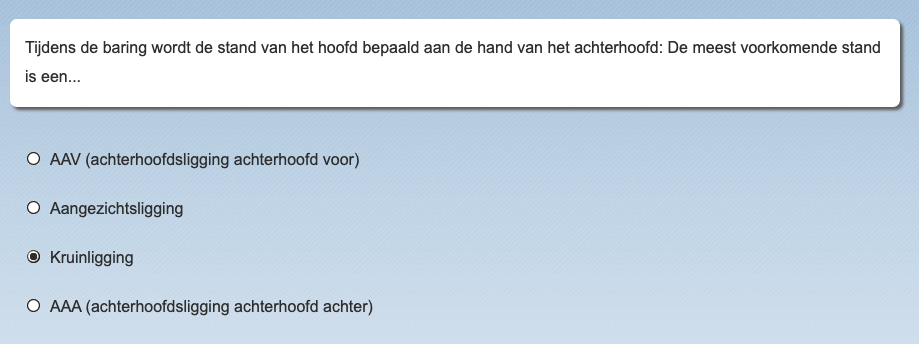 Tijdens de baring wordt de stand van het hoofd bepaald aan de hand van het achterhoofd: De meest voorkomende stand
is een...
AAV (achterhoofdsligging achterhoofd voor)
Aangezichtsligging
Kruinligging
AAA (achterhoofdsligging achterhoofd achter)